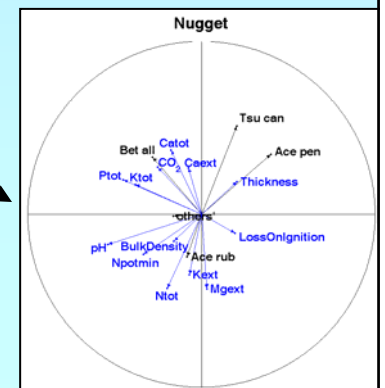 Nugget
Tsu can
Catot
Bet all
Ace pen
CO2 Caext
Ptot Ktot
Thickness
'others'
LossOnIgnition
pH BulkDensity
Npotmin
Ace rub
Kext
Ntot
Mgext